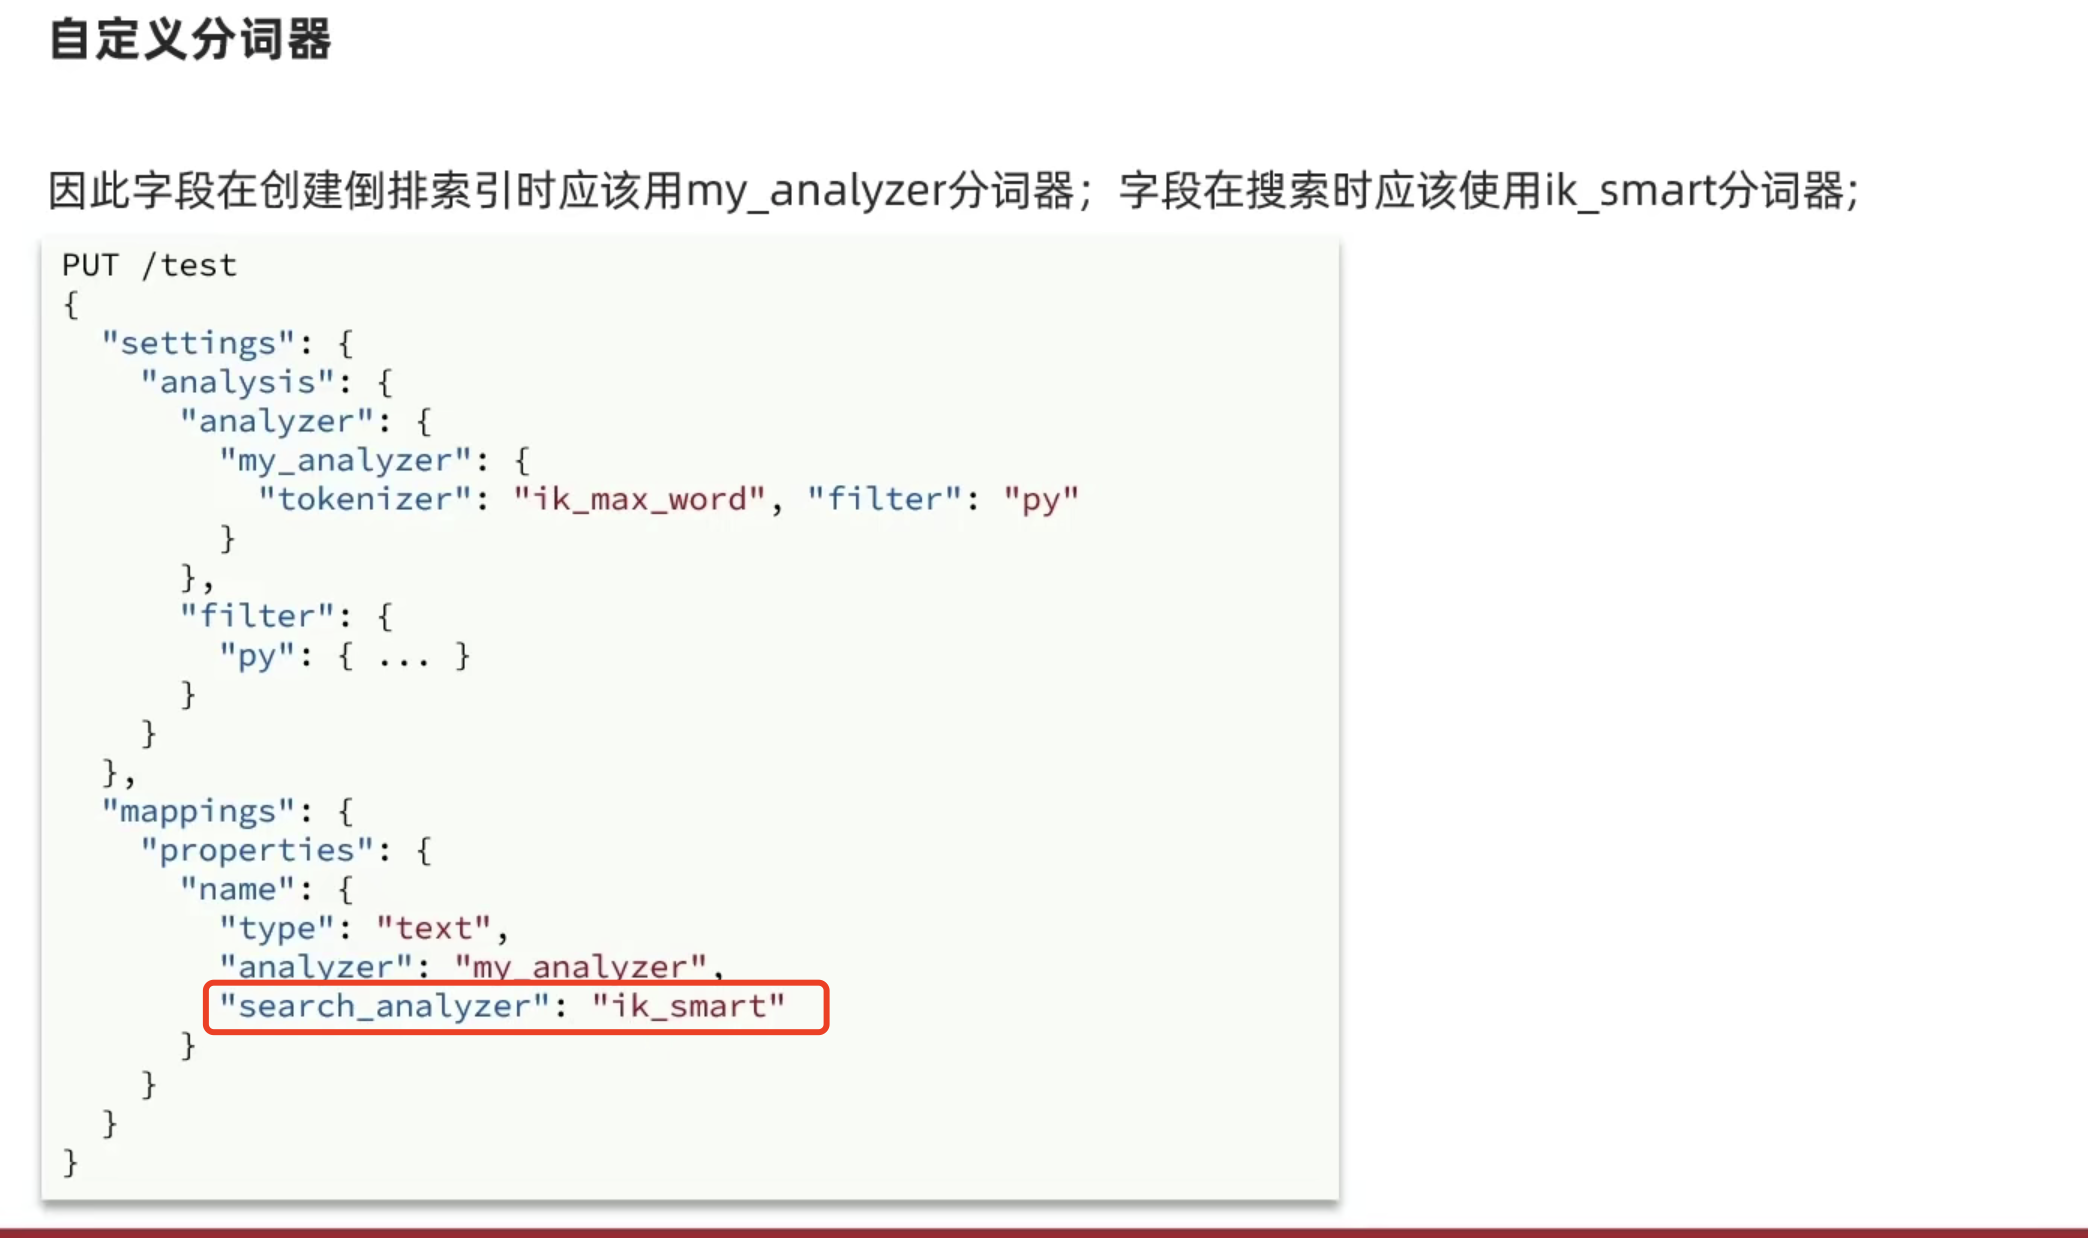 自定义分词器
因此字段在创建倒排索引时应该用my_analyzer分词器；字段在搜索时应该使用ik_smart分词器;
PUT /test
{
  "settings": {
    "analysis": {
      "analyzer": {
        "my_analyzer": {
          "tokenizer": "ik_max_word", "filter": "py"
        }
      },
      "filter": {
        "py": { ... }
      }
    }
  },
  "mappings": {
    "properties": {
      "name": {
        "type": "text",
        "analyzer": "my_analyzer",
        "search_analyzer": "ik_smart"
      }
    }
  }
}